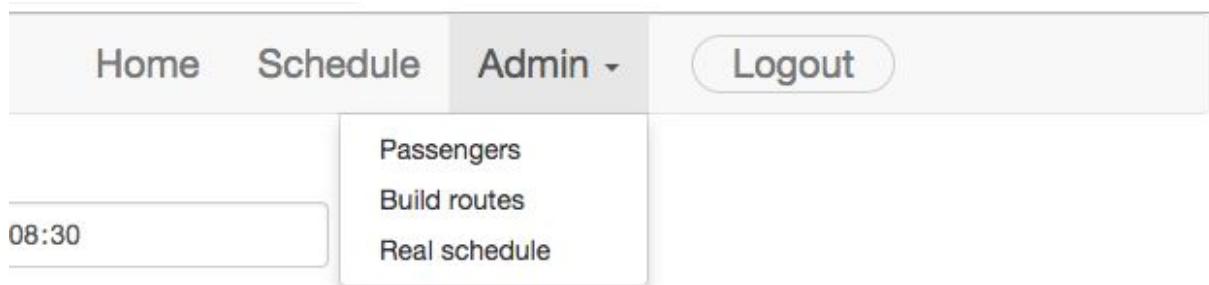 Home Schedule Admin Logout
Passengers
Build routes
08:30
Real schedule